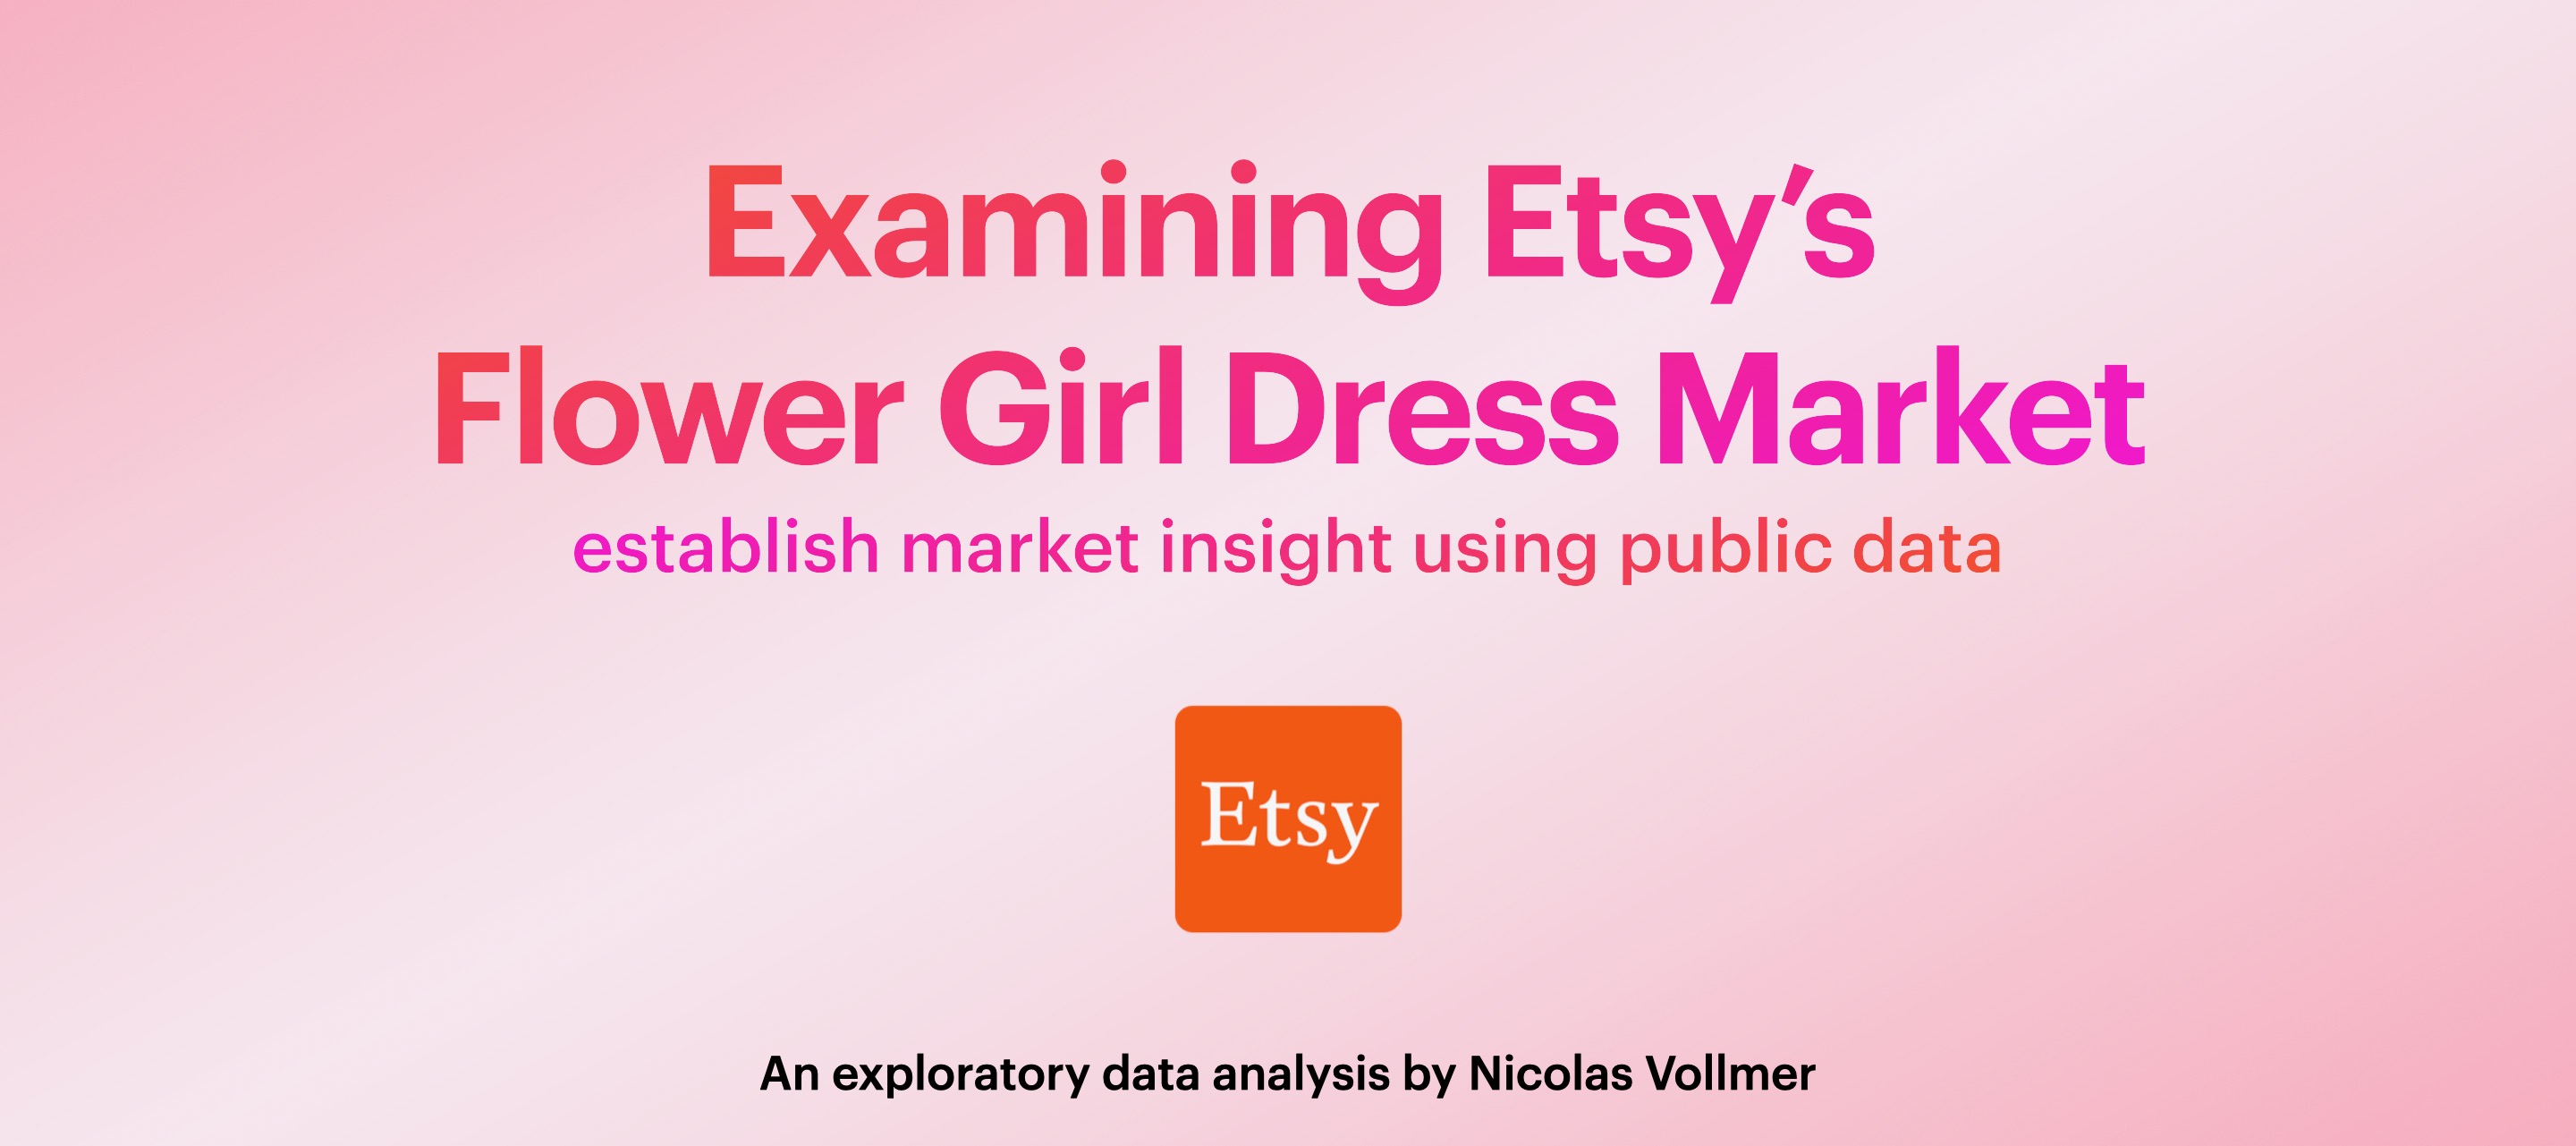 Examining Etsy’s
Flower Girl Dress Market
establish market insight using public data
Etsy
An exploratory data analysis by Nicolas Vollmer